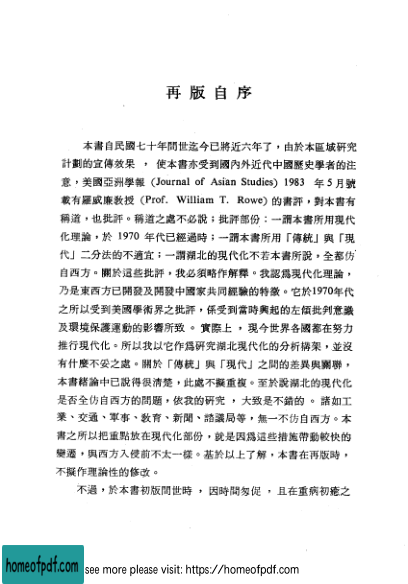 再版自序
本書自民國七十年問世迄今已將近六年了，由於本區域研究
計劃的宣傳效果，使本書亦受到國內外近代中國歷史學者的注
意，美國亞洲學報 (Journal of Asian Studies) 1983 年5月號
載有羅威廉教授 (Prof. William T. Rowe) 的書評，對本書有
稱道，也批評。稱道之處不必說；批評部份：一謂本書所用現代
化理論，於 1970 年代已經過時；一謂本書所用「傳統」與「現
代」二分法的不適宜；一謂湖北的現代化不若本書所說，全都仿
自西方。關於這些批評，我必須略作解釋。我認爲現代化理論，
乃是東西方已開發及開發中國家共同經驗的特徵。它於1970年代
之所以受到美國學術界之批評，係受到當時興起的左傾批判意識
及環境保護運動的影響所致。實際上，現今世界各國都在努力
推行現代化。所以我以它作爲研究湖北現代化的分析構架，並沒
有什麼不妥之處。關於「傳統」與「現代」之間的差異與關聯，
本書緒論中已說得很清楚，此處不擬重複。至於說湖北的現代化
是否全仿自西方的問題，依我的研究，大致是不錯的。諸如工
業、交通、軍事、敎育、新聞、諮議局等，無一不仿自西方。本
書之所以把重點放在現代化部份，就是因爲這些措施帶動較快的
變遷，與西方入侵前不太一樣。基於以上了解，本書在再版時，
不擬作理論性的修改。
不過，於本書初版問世時，因時間匆促，且在重病初癒之
homeofpdf.com
see more please visit: https://homeofpdf.com